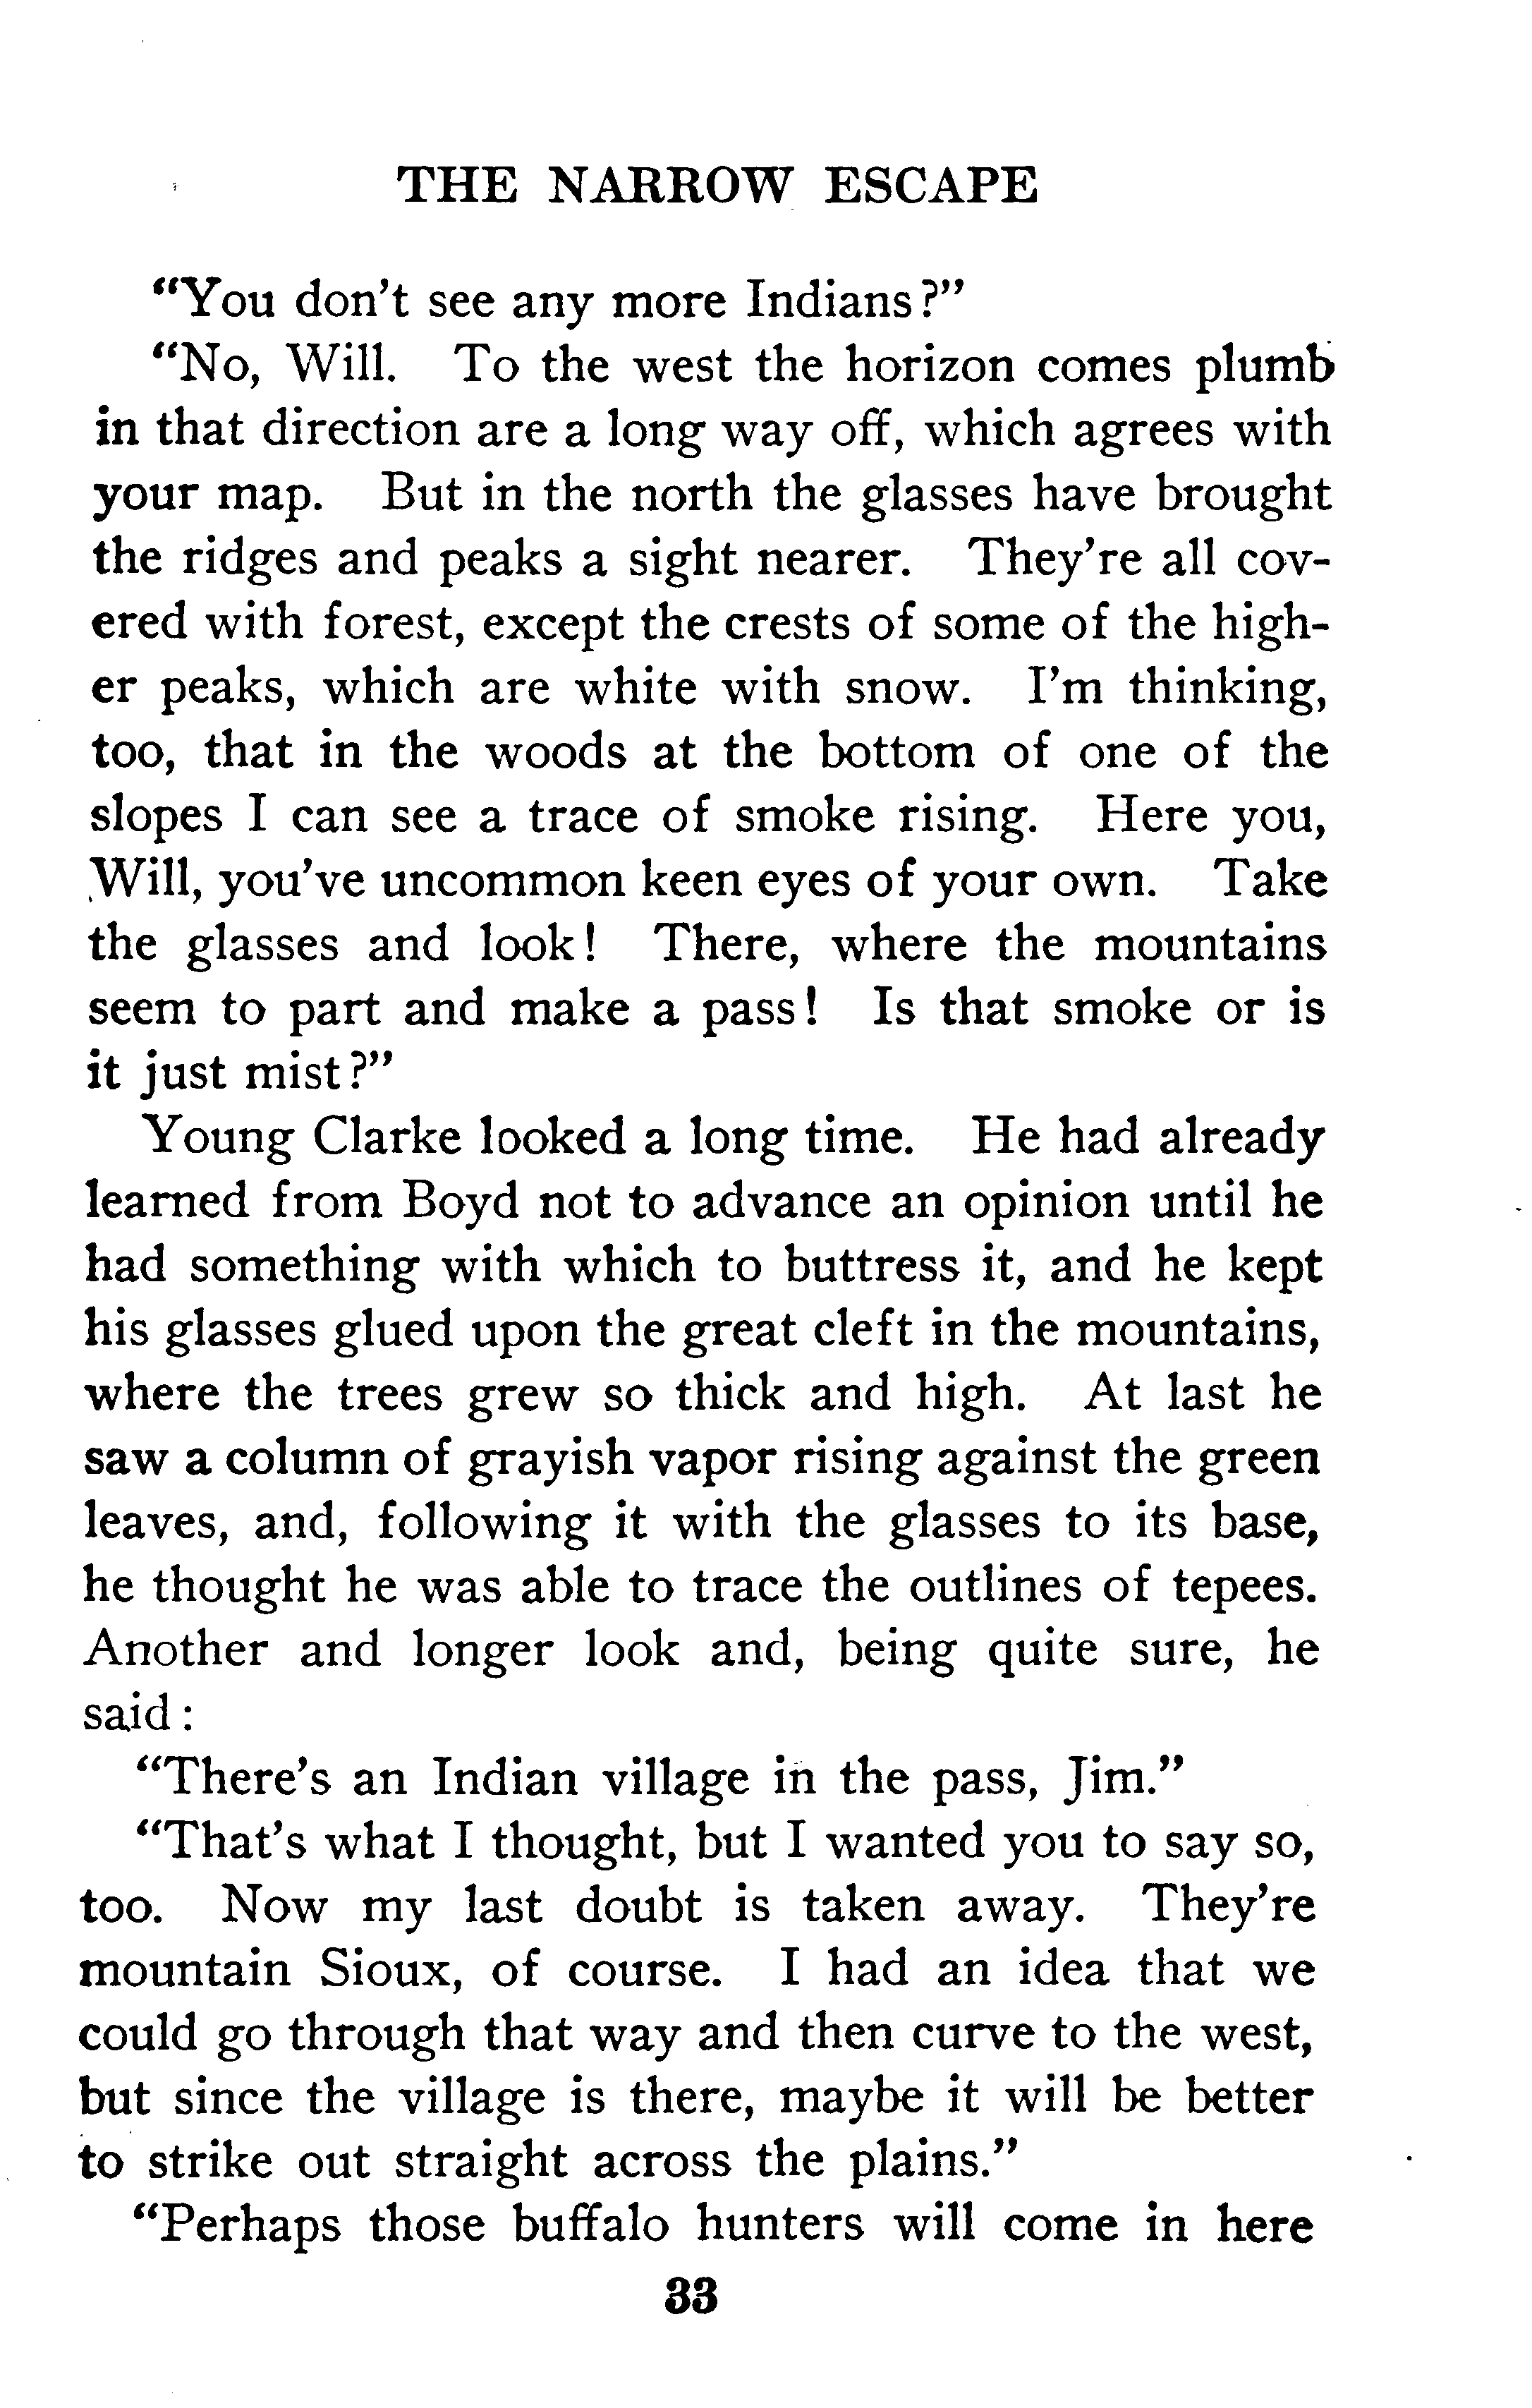 THE NARROW ESCAPE
"You don't see any more Indians?"
"No, Will. To the west the horizon comes plumb
in that direction are a long way off, which agrees with
your map. But in the north the glasses have brought
the ridges and peaks a sight nearer. They're all cov-
ered with forest, except the crests of some of the high-
er peaks, which are white with snow. I'm thinking,
too, that in the woods at the bottom of one of the
slopes I can see a trace of smoke rising. Here you,
Will, you've uncommon keen eyes of your own. Take
the glasses and look! There, where the mountains
seem to part and make a pass! Is that smoke or is
it just mist?"
Young Clarke looked a long time. He had already
learned from Boyd not to advance an opinion until he
had something with which to buttress it, and he kept
his glasses glued upon the great cleft in the mountains,
where the trees grew so thick and high. At last he
saw a column of grayish vapor rising against the green
leaves, and, following it with the glasses to its base,
he thought he was able to trace the outlines of tepees.
Another and longer look and, being quite sure, he
said:
"There's an Indian village in the pass, Jim."
"That's what I thought, but I wanted you to say so,
too. Now my last doubt is taken away. They're
mountain Sioux, of course. I had an idea that we
could go through that way and then curve to the west,
but since the village is there, maybe it will be better
to strike out straight across the plains."
"Perhaps those buffalo hunters will come in here
33